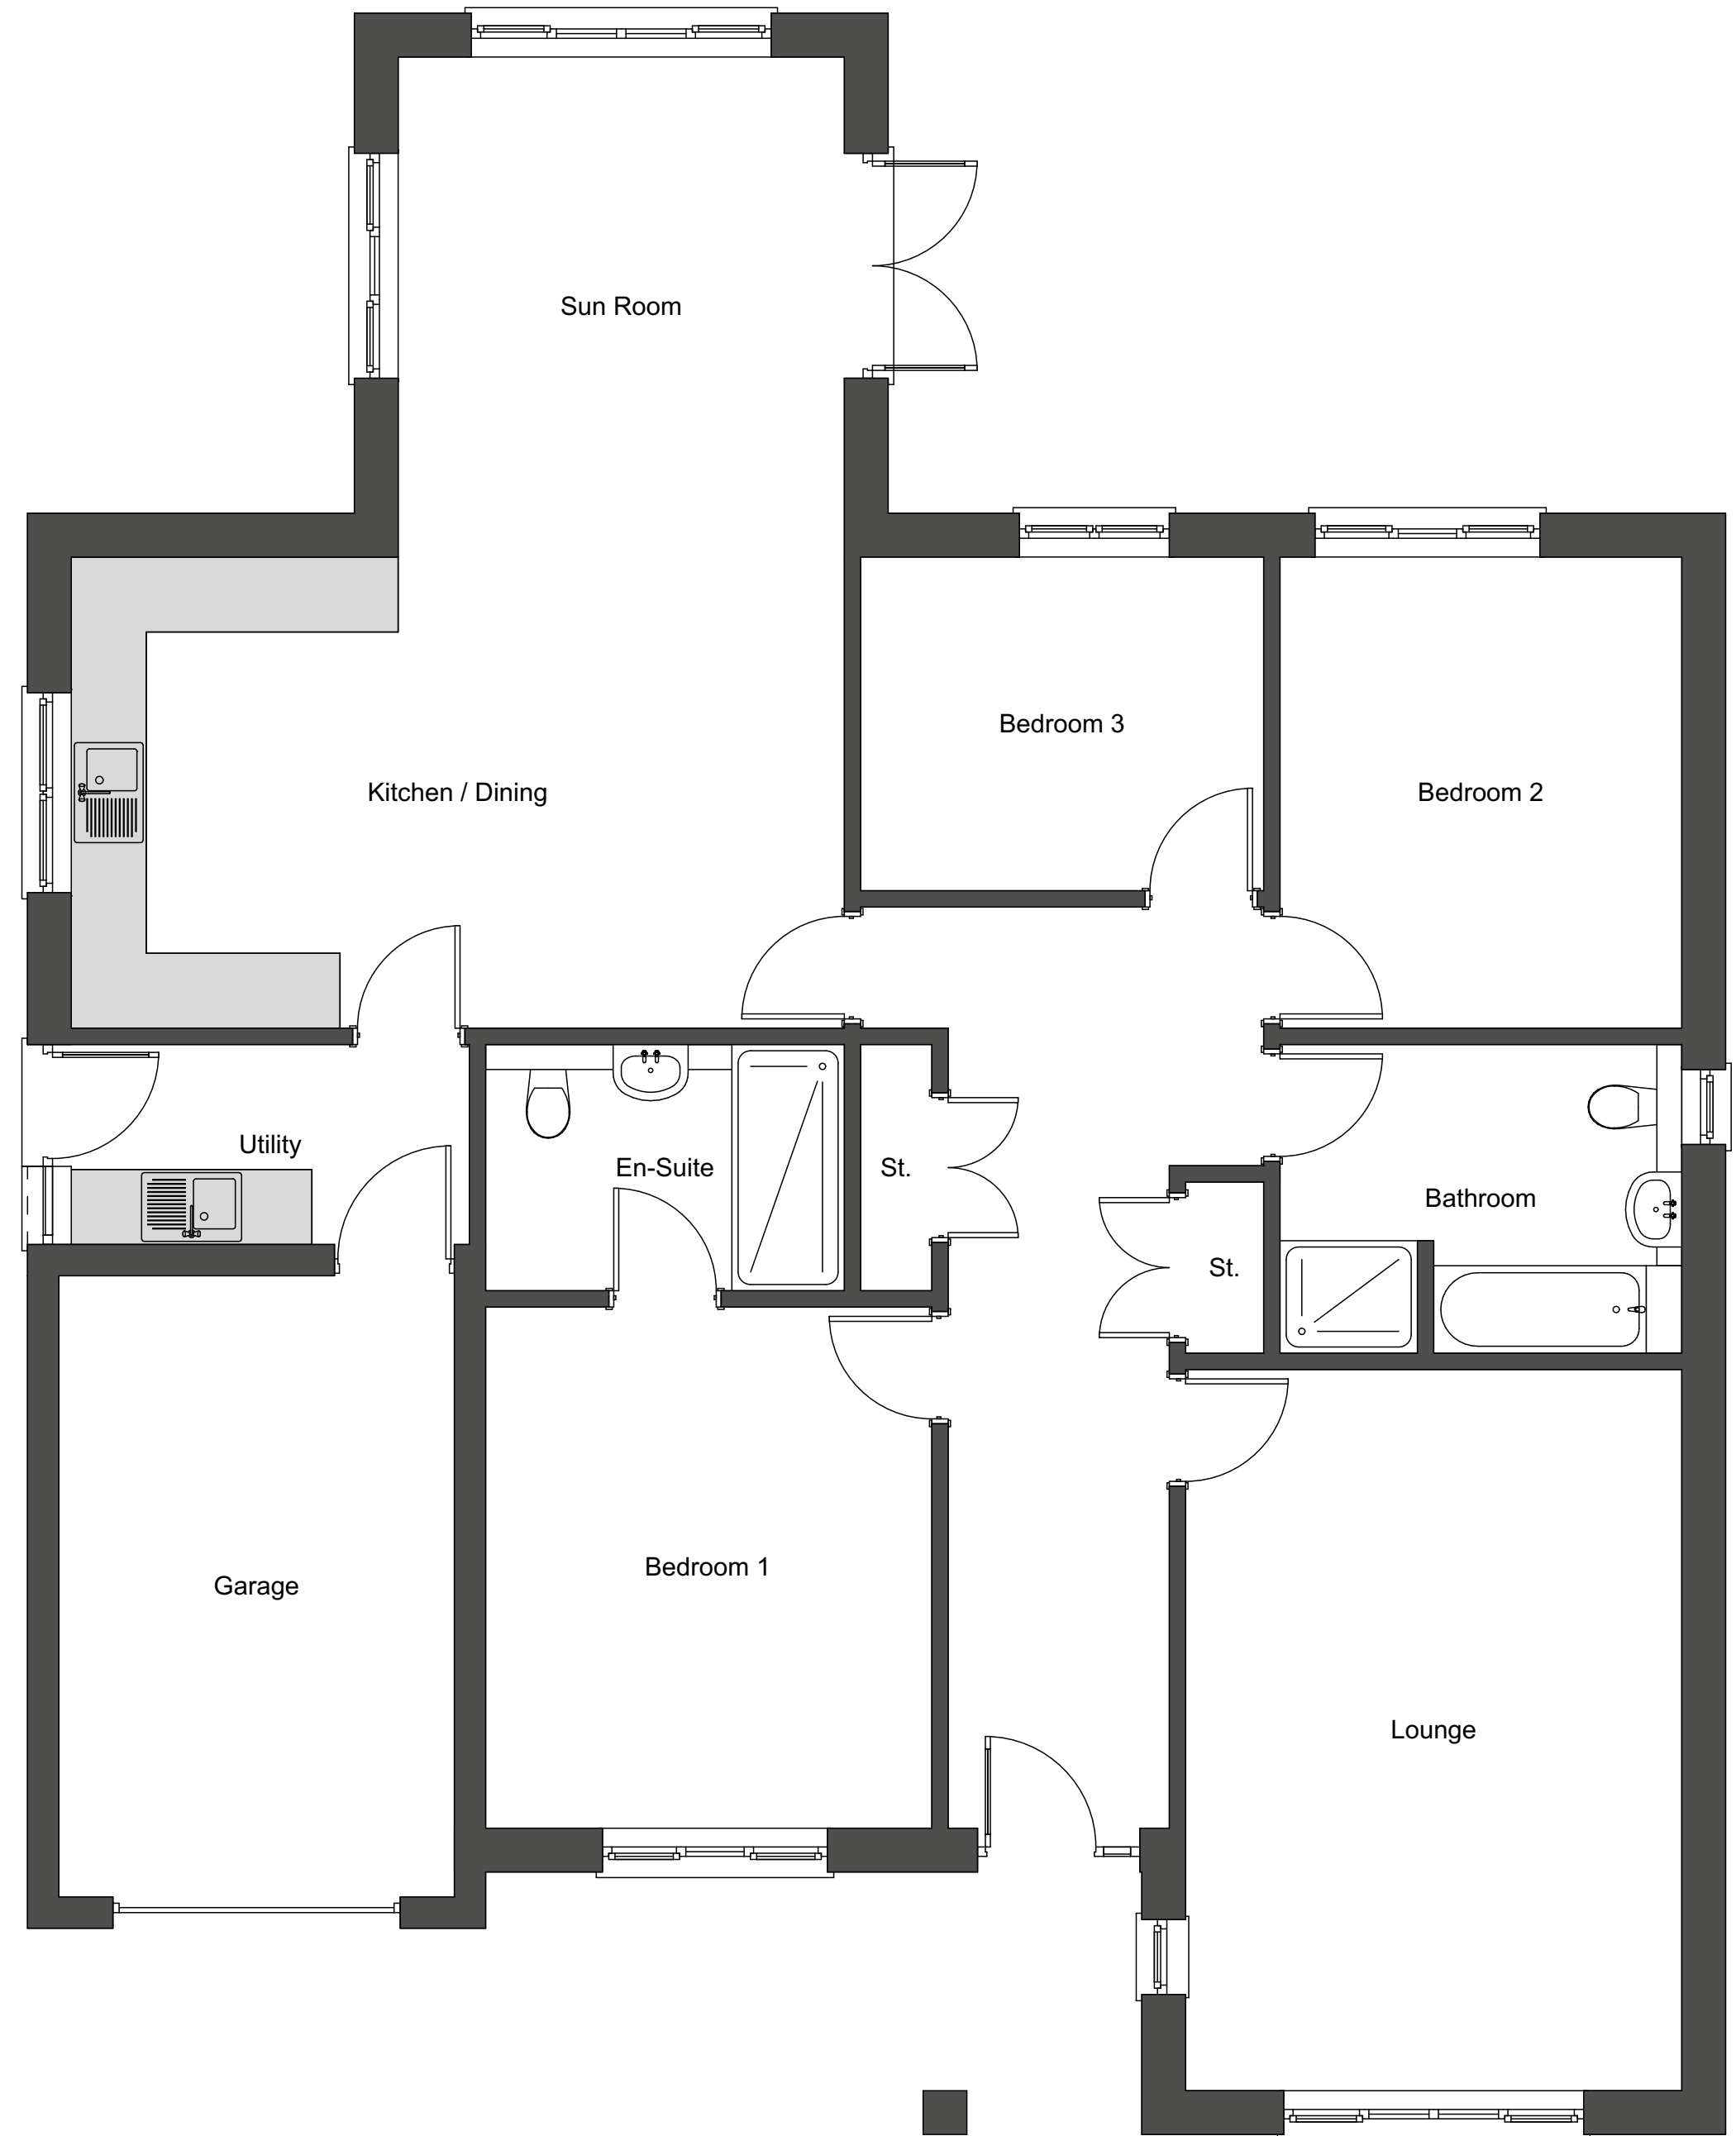 Sun Room
Bedroom 3
Kitchen / Dining
Bedroom 2
Utility
En-Suite
St.
Bathroom
St.
Bedroom 1
Garage
Lounge